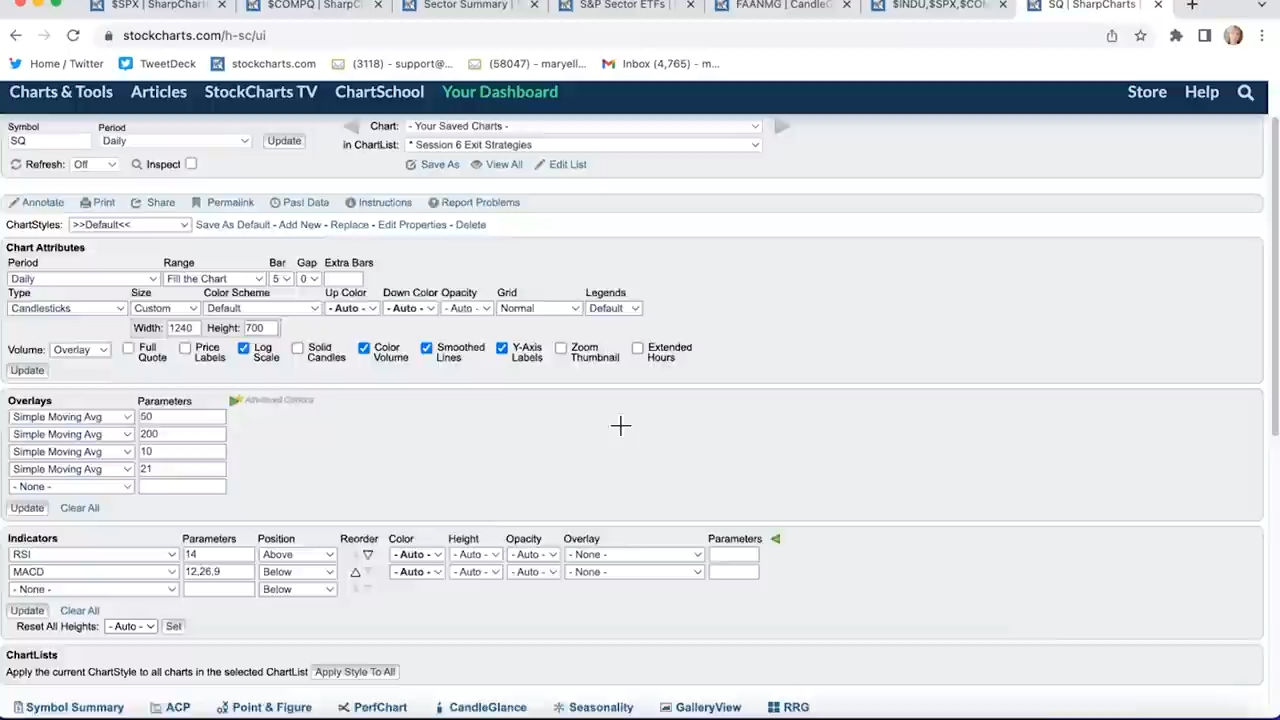 $SPX | SharpChart
$COMPQ | SharpC
Sector Summary |
S&P Sector ETFs |
FAANMG | CandleG
$INDU,$SPX,$COM
SQ | SharpCharts
stockcharts.com/h-sc/ui
Home / Twitter TweetDeck stockcharts.com (3118) - support@... (58047) - maryell... Inbox (4,765) - m...
Charts & Tools Articles StockCharts TV ChartSchool Your Dashboard Store Help
Symbol Period Chart: - Your Saved Charts -
SQ Daily Update in ChartList: * Session 6 Exit Strategies
Refresh: Off Inspect Save As View All Edit List
Annotate Print Share Permalink Past Data Instructions Report Problems
ChartStyles: >>Default<< Save As Default - Add New - Replace - Edit Properties - Delete
Chart Attributes
Period Range Bar Gap Extra Bars
Daily Fill the Chart 5 0
Type Size Color Scheme Up Color Down Color Opacity Grid Legends
Candlesticks Custom Default - Auto - - Auto - - Auto - Normal Default
Width: 1240 Height: 700
Volume: Overlay Full Quote Price Labels Log Scale Solid Candles Color Volume Smoothed Lines Y-Axis Labels Zoom Thumbnail Extended Hours
Update
Overlays Parameters Advanced Options
Simple Moving Avg 50
Simple Moving Avg 200
Simple Moving Avg 10
Simple Moving Avg 21
- None -
Update Clear All
Indicators Parameters Position Reorder Color Height Opacity Overlay Parameters
RSI 14 Above - Auto - - Auto - - Auto - - None -
MACD 12,26,9 Below - Auto - - Auto - - Auto - - None -
- None - Below
Update Clear All
Reset All Heights: - Auto - Set
ChartLists
Apply the current ChartStyle to all charts in the selected ChartList Apply Style To All
Symbol Summary ACP Point & Figure PerfChart CandleGlance Seasonality GalleryView RRG